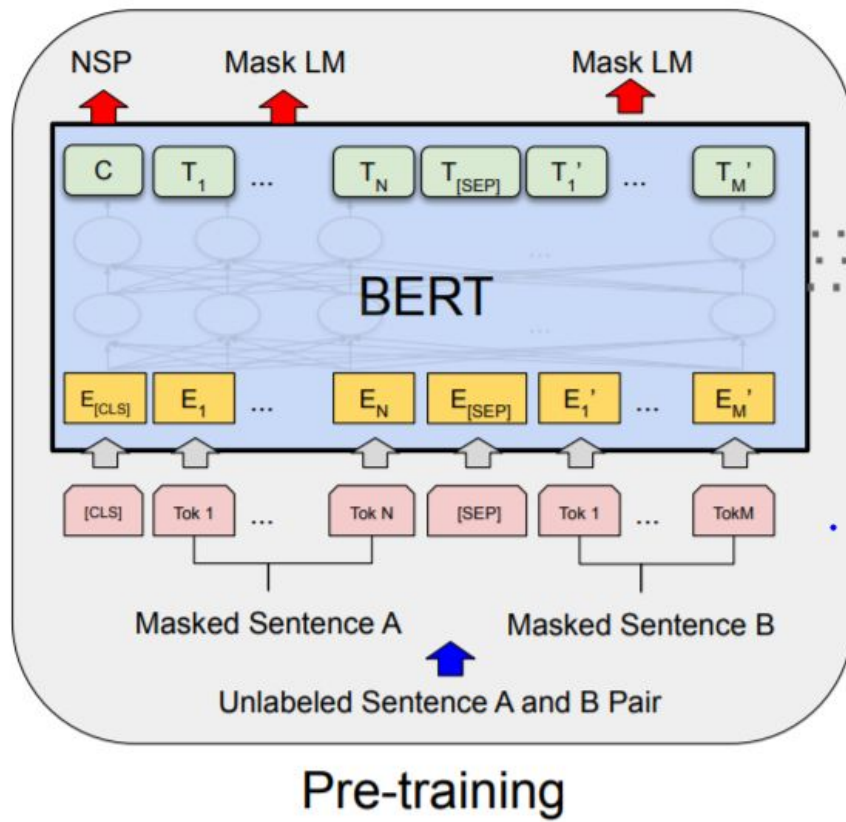 NSP Mask LM Mask LM
C T1 ... TN T[SEP] T1' ... TM'
...
BERT
...
E[CLS] E1 ... EN E[SEP] E1' ... EM'
[CLS] Tok 1 ... Tok N [SEP] Tok 1 ... TokM
Masked Sentence A Masked Sentence B
Unlabeled Sentence A and B Pair
Pre-training